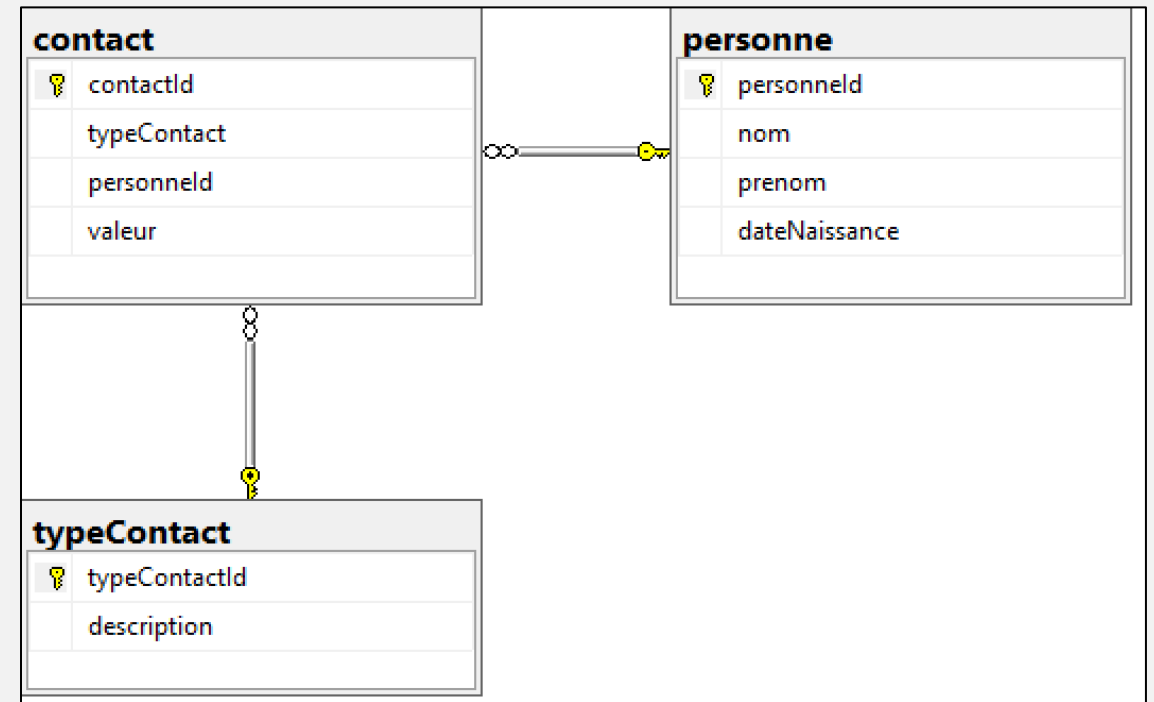 contact
contactId
typeContact
personneId
valeur
personne
personneId
nom
prenom
dateNaissance
typeContact
typeContactId
description